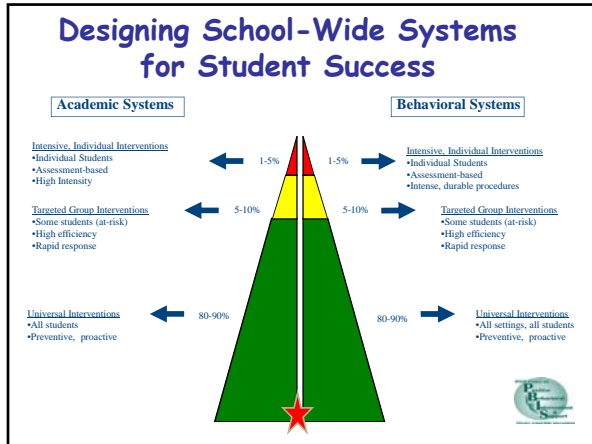 Designing School-Wide Systems
for Student Success
Academic Systems
Behavioral Systems
Intensive, Individual Interventions
•Individual Students
•Assessment-based
•High Intensity
1-5%
1-5%
Intensive, Individual Interventions
•Individual Students
•Assessment-based
•Intense, durable procedures
Targeted Group Interventions
•Some students (at-risk)
•High efficiency
•Rapid response
5-10%
5-10%
Targeted Group Interventions
•Some students (at-risk)
•High efficiency
•Rapid response
Universal Interventions
•All students
•Preventive, proactive
80-90%
80-90%
Universal Interventions
•All settings, all students
•Preventive, proactive
Positive
Behavioral
Support